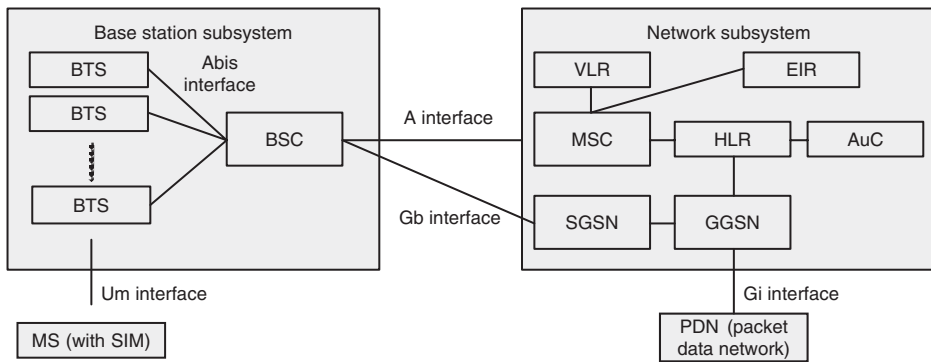 Base station subsystem
Network subsystem
BTS
Abis
interface
VLR
EIR
BTS
A interface
BSC
MSC
HLR
AuC
BTS
Gb interface
SGSN
GGSN
Um interface
Gi interface
MS (with SIM)
PDN (packet
data network)